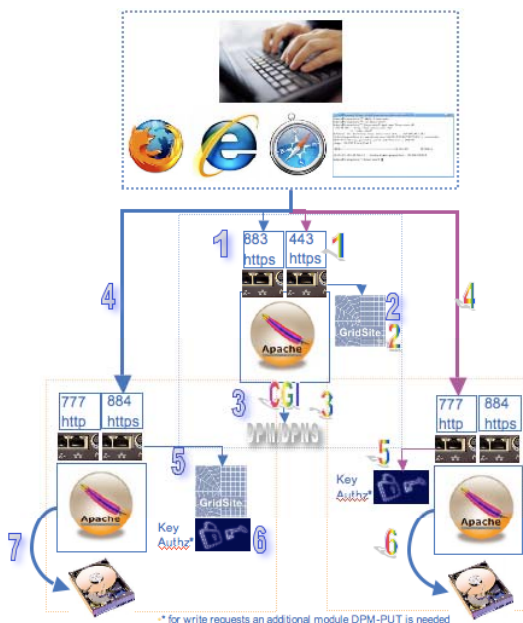 1
883
https
443
https
1
4
2
GridSite
2
4
Apache
3
CGI
3
DPM/DPNS
777
http
884
https
777
http
884
https
5
GridSite
5
Key
Authz*
Apache
Key
Authz*
6
Apache
7
6
* for write requests an additional module DPM-PUT is needed